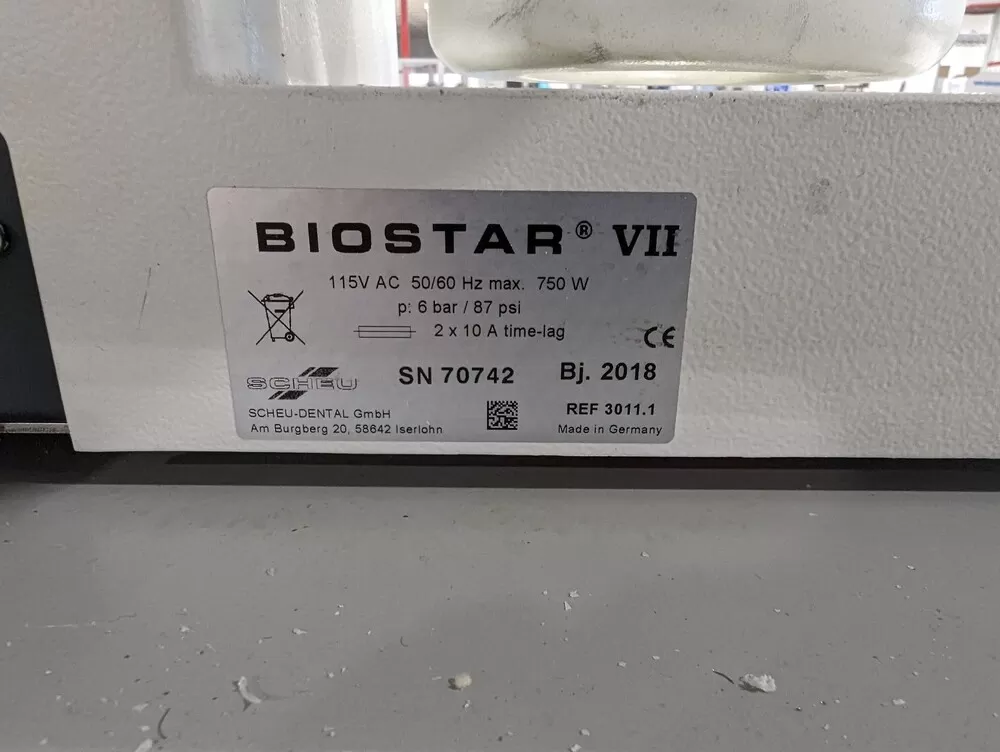 BIOSTAR® VII
115V AC 50/60 Hz max. 750 W
p: 6 bar / 87 psi
2 x 10 A time-lag
CE
SCHEU SN 70742 Bj. 2018
SCHEU-DENTAL GmbH REF 3011.1
Am Burgberg 20, 58642 Iserlohn Made in Germany